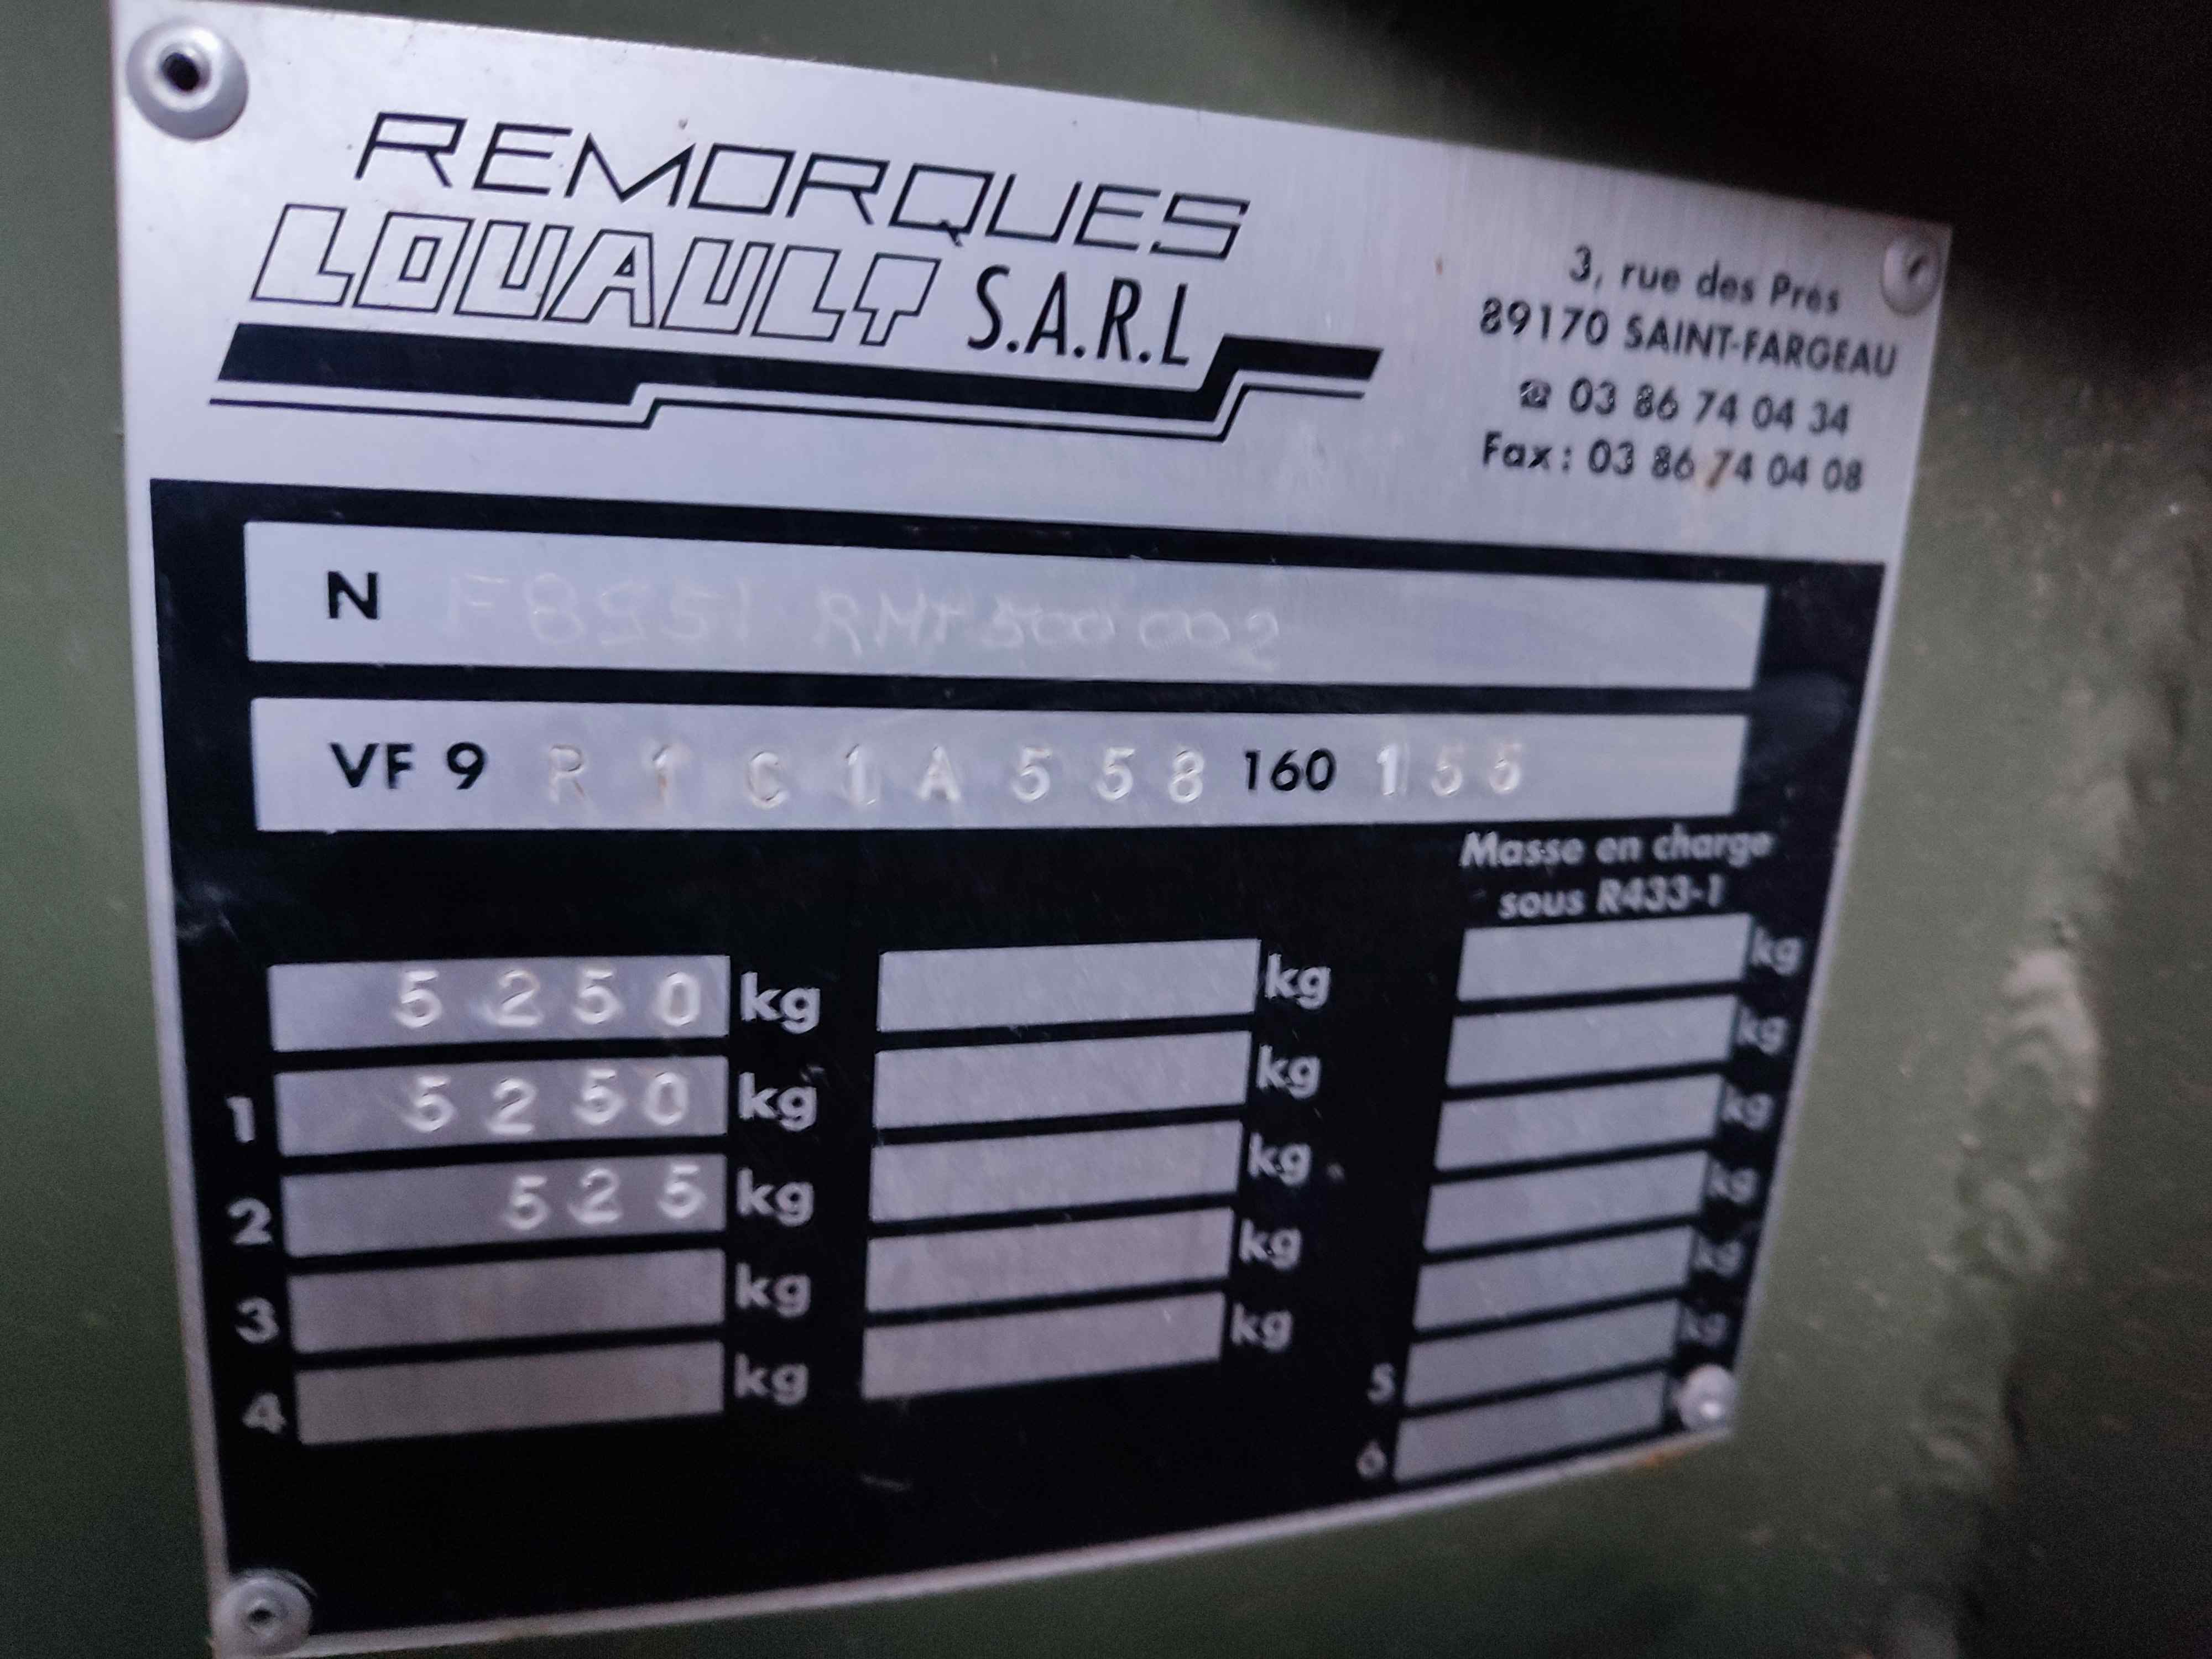 REMORQUES
LOUAULT S.A.R.L
3, rue des Prés
89170 SAINT-FARGEAU
☎ 03 86 74 04 34
Fax : 03 86 74 04 08
N
VF 9 R 1 C 1 A 5 5 8 160 1 5 5
Masse en charge
sous R433-1
5 2 5 0 kg kg kg
1 5 2 5 0 kg kg kg
2 5 2 5 kg kg kg
3 kg kg kg
4 kg kg kg
5 kg
6